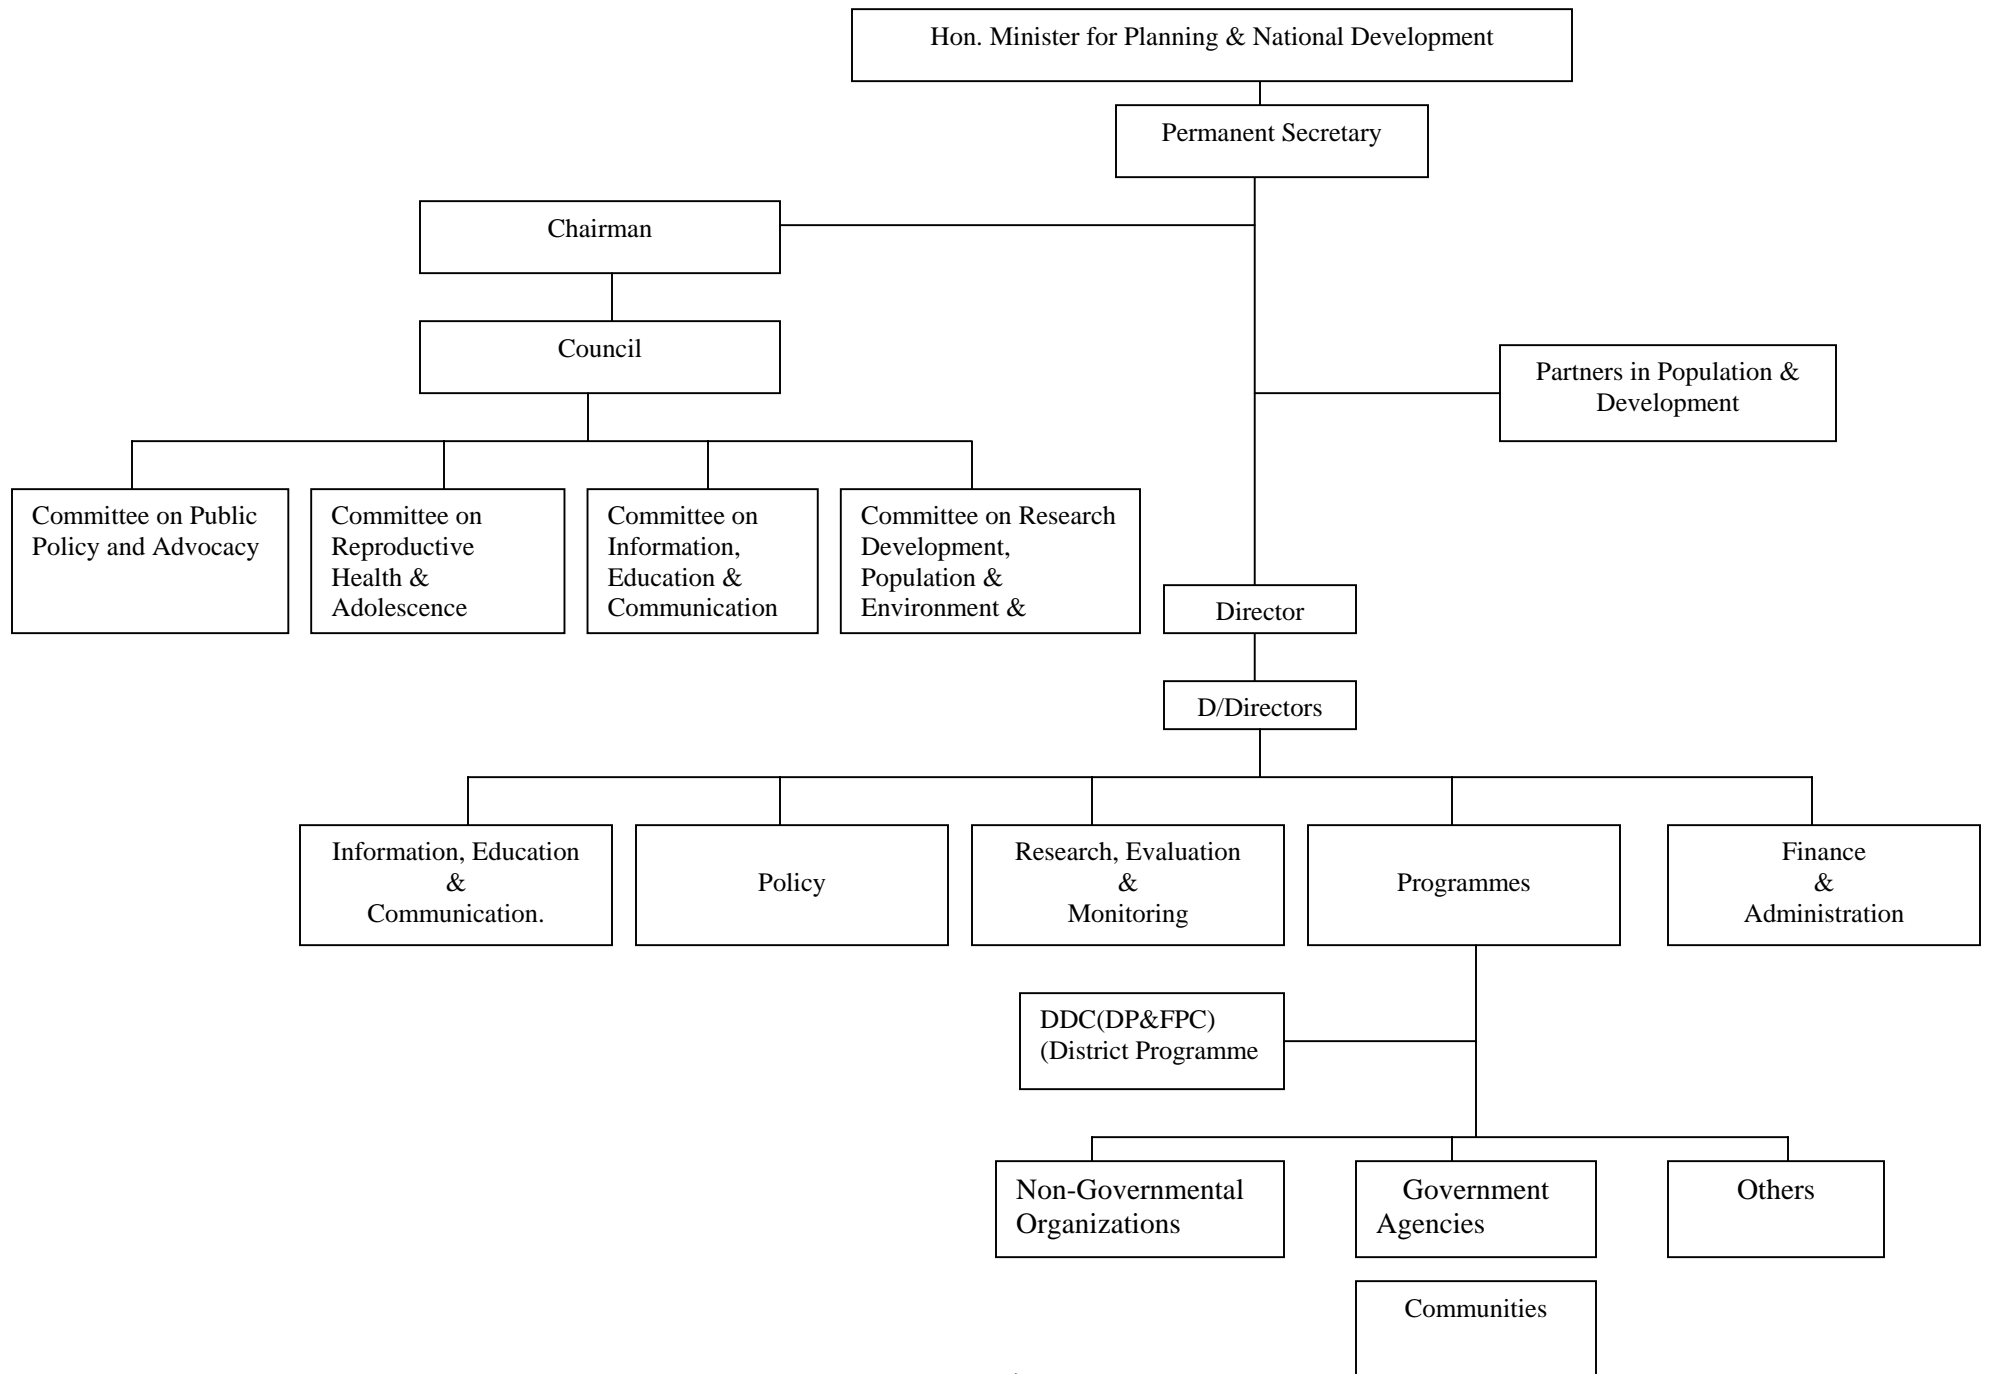 Hon. Minister for Planning & National Development
Permanent Secretary
Chairman
Council
Partners in Population &
Development
Committee on Public
Policy and Advocacy
Committee on
Reproductive
Health &
Adolescence
Committee on
Information,
Education &
Communication
Committee on Research
Development,
Population &
Environment &
Director
D/Directors
Information, Education
&
Communication.
Policy
Research, Evaluation
&
Monitoring
Programmes
Finance
&
Administration
DDC(DP&FPC)
(District Programme
Non-Governmental
Organizations
Government
Agencies
Others
Communities